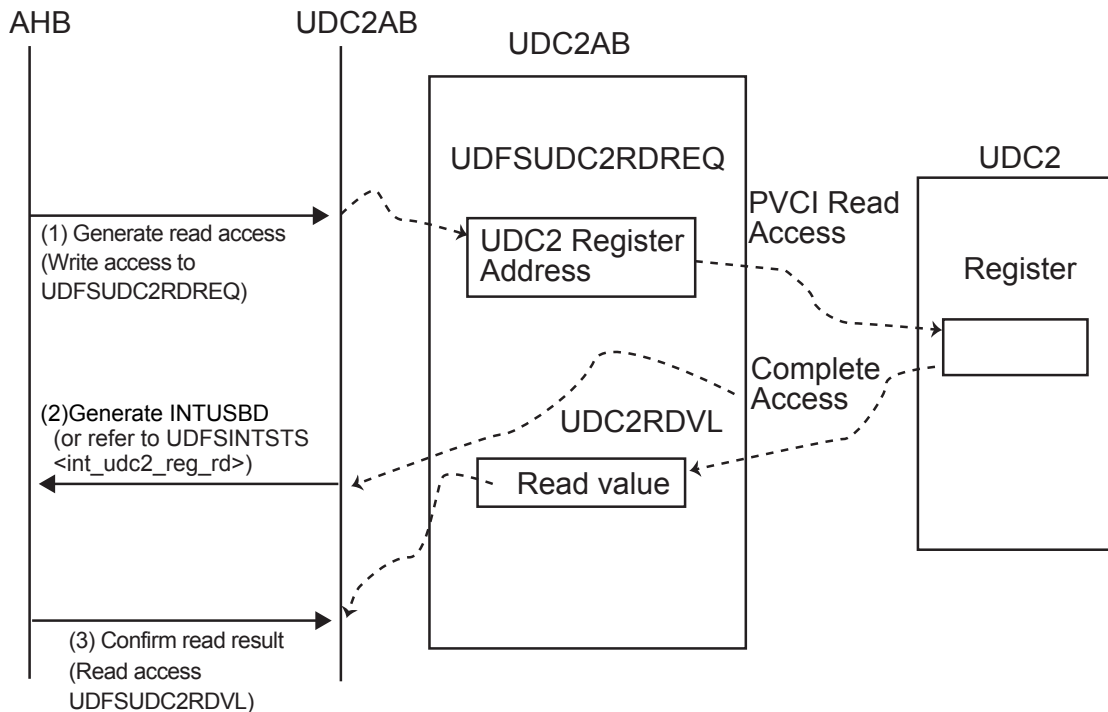 AHB
UDC2AB
UDC2AB
UDFSUDC2RDREQ
UDC2
(1) Generate read access
(Write access to
UDFSUDC2RDREQ)
UDC2 Register
Address
PVCI Read
Access
Register
(2)Generate INTUSBD
(or refer to UDFSINTSTS
<int_udc2_reg_rd>)
Complete
Access
UDC2RDVL
Read value
(3) Confirm read result
(Read access
UDFSUDC2RDVL)